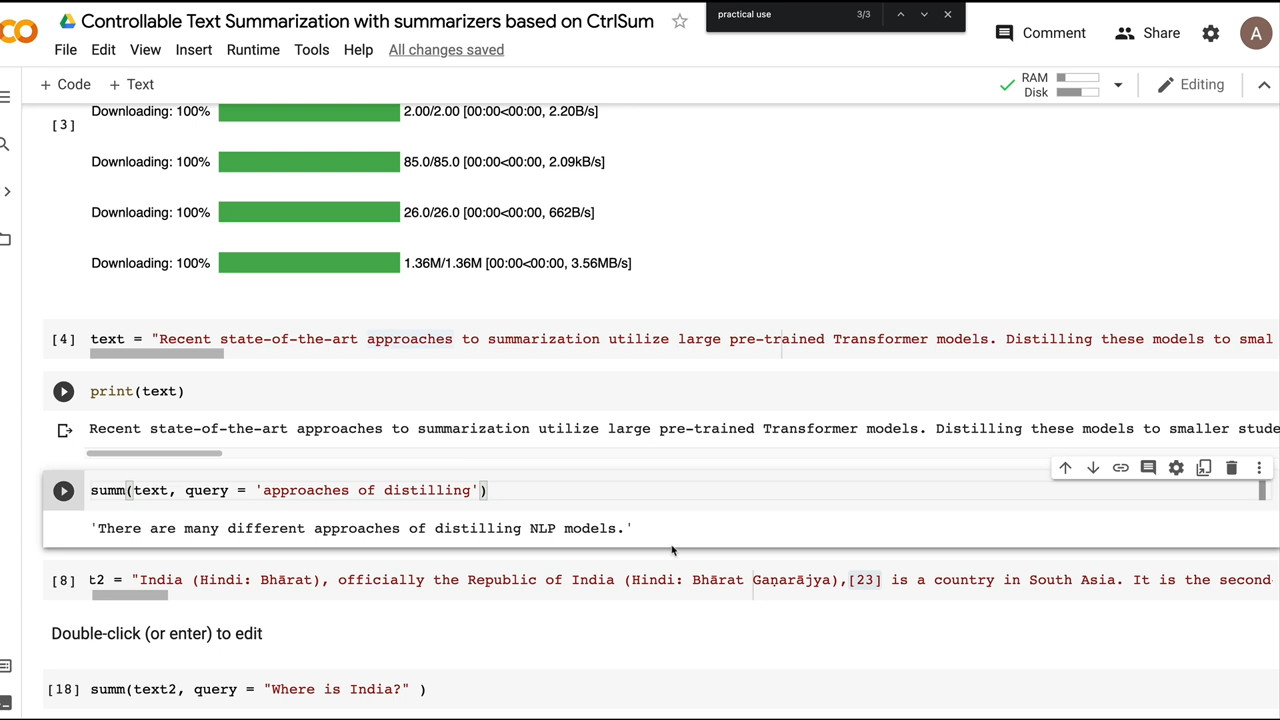 Controllable Text Summarization with summarizers based on CtrlSum
practical use 3/3
Comment Share A
File Edit View Insert Runtime Tools Help All changes saved
+ Code + Text
RAM
Disk
Editing
Downloading: 100% 2.00/2.00 [00:00<00:00, 2.20B/s]
[3]
Downloading: 100% 85.0/85.0 [00:00<00:00, 2.09kB/s]
Downloading: 100% 26.0/26.0 [00:00<00:00, 662B/s]
Downloading: 100% 1.36M/1.36M [00:00<00:00, 3.56MB/s]
[4] text = "Recent state-of-the-art approaches to summarization utilize large pre-trained Transformer models. Distilling these models to smal
print(text)
Recent state-of-the-art approaches to summarization utilize large pre-trained Transformer models. Distilling these models to smaller stude
summ(text, query = 'approaches of distilling')
'There are many different approaches of distilling NLP models.'
[8] t2 = "India (Hindi: Bhārat), officially the Republic of India (Hindi: Bhārat Gaṇarājya),[23] is a country in South Asia. It is the second
Double-click (or enter) to edit
[18] summ(text2, query = "Where is India?" )